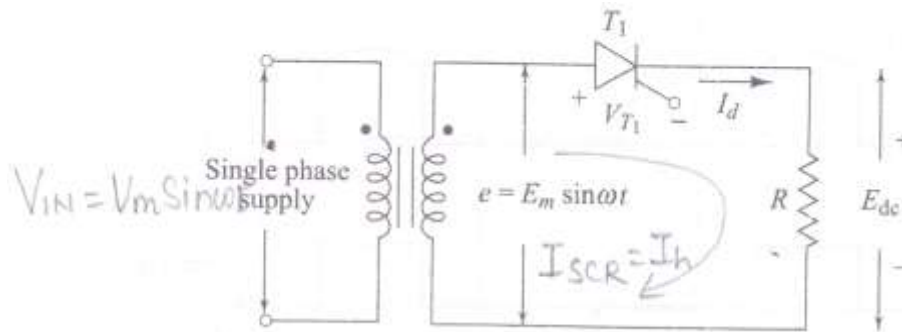 T1
+ VT1 −
Id
Single phase
supply
VIN = Vm Sinωt
e = Em sinωt
R
Edc
+
−
ISCR = Ih